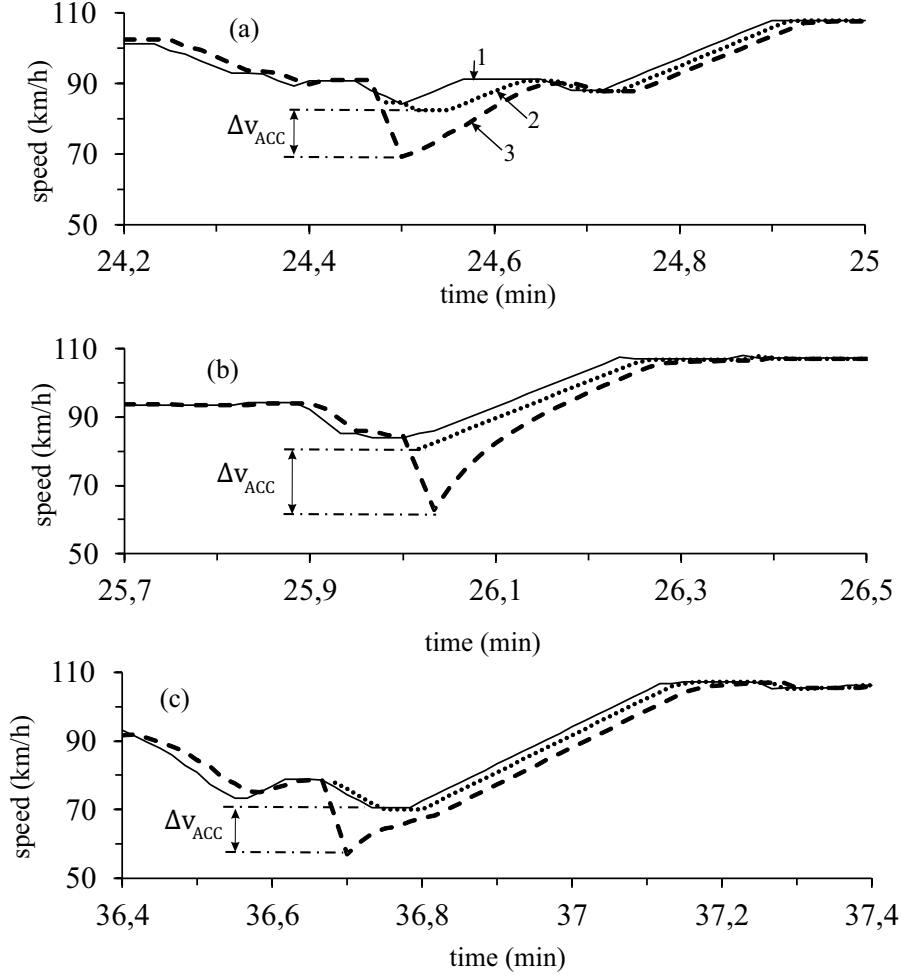 110
(a)
1
90
2
Δv_ACC
3
70
50
speed (km/h)
24,2 24,4 24,6 24,8 25
time (min)
110
(b)
90
Δv_ACC
70
50
speed (km/h)
25,7 25,9 26,1 26,3 26,5
time (min)
110
(c)
90
70
Δv_ACC
50
speed (km/h)
36,4 36,6 36,8 37 37,2 37,4
time (min)